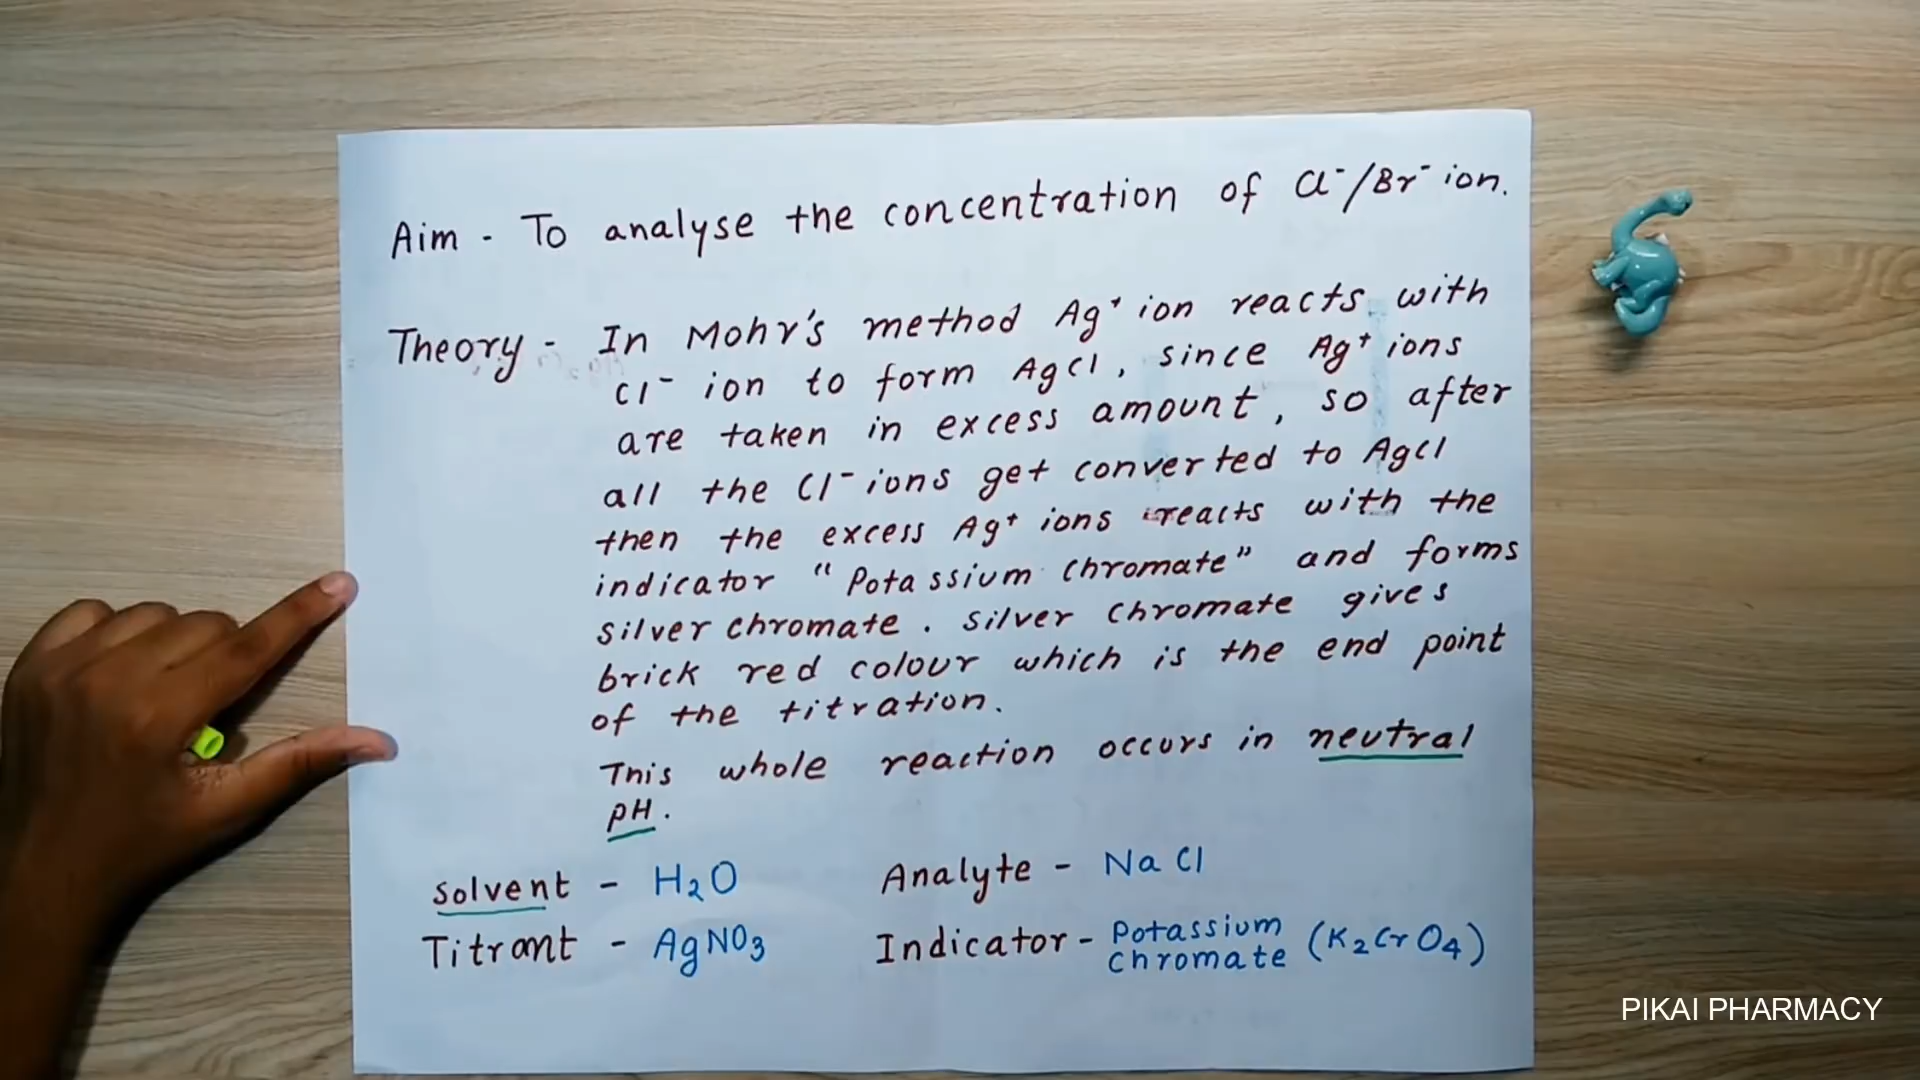 Aim - To analyse the concentration of Cl⁻/Br⁻ ion.
Theory - In Mohr's method Ag⁺ ion reacts with
Cl⁻ ion to form AgCl, since Ag⁺ ions
are taken in excess amount, so after
all the Cl⁻ ions get converted to AgCl
then the excess Ag⁺ ions reacts with the
indicator "Potassium Chromate" and forms
silver chromate. Silver chromate gives
brick red colour which is the end point
of the titration.
This whole reaction occurs in neutral
pH.
Solvent - H₂O
Analyte - NaCl
Titrant - AgNO₃
Indicator - Potassium
Chromate (K₂CrO₄)
PIKAI PHARMACY